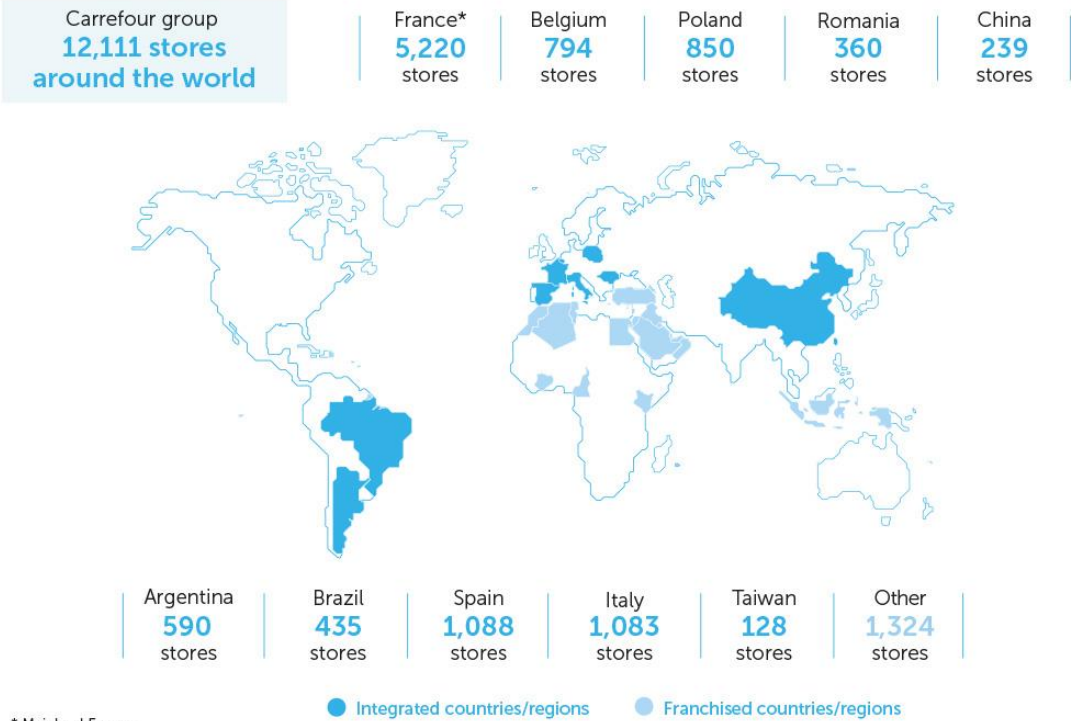 Carrefour group
12,111 stores
around the world
France*
5,220
stores
Belgium
794
stores
Poland
850
stores
Romania
360
stores
China
239
stores
Argentina
590
stores
Brazil
435
stores
Spain
1,088
stores
Italy
1,083
stores
Taiwan
128
stores
Other
1,324
stores
Integrated countries/regions
Franchised countries/regions